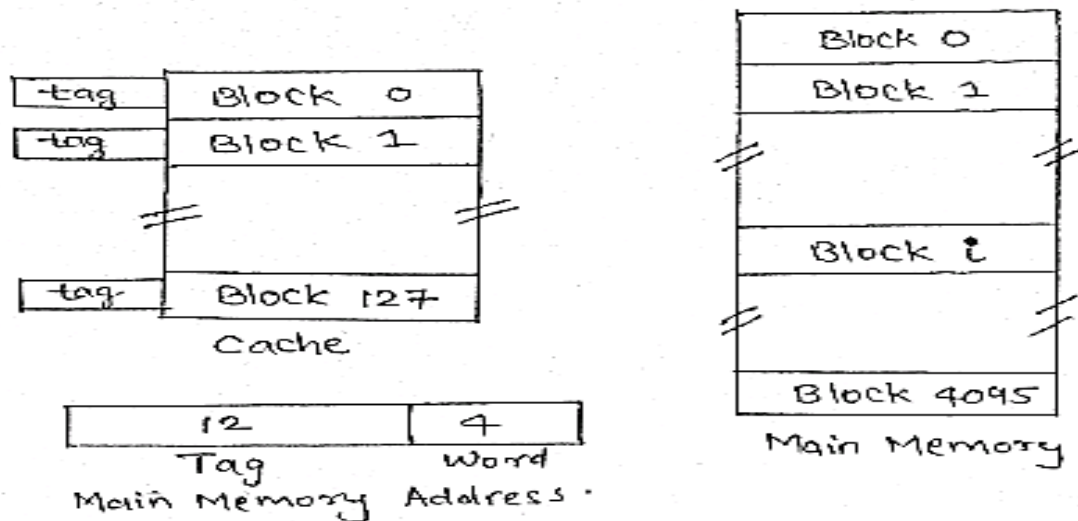 tag Block 0
tag Block 1
tag Block 127
Cache
12 4
Tag Word
Main Memory Address.
Block 0
Block 1
Block i
Block 4095
Main Memory